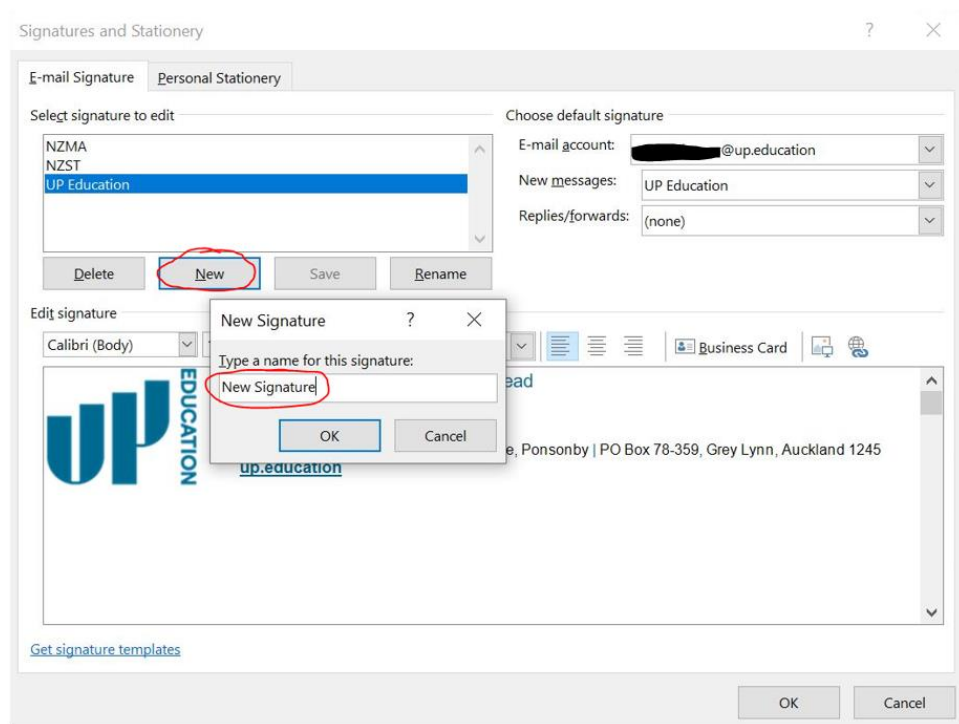 Signatures and Stationery
E-mail Signature Personal Stationery
Select signature to edit
NZMA
NZST
UP Education
Delete New Save Rename
Choose default signature
E-mail account: @up.education
New messages: UP Education
Replies/forwards: (none)
Edit signature
Calibri (Body)
Business Card
New Signature ?
Type a name for this signature:
New Signature
OK Cancel
UP EDUCATION
ead
e, Ponsonby | PO Box 78-359, Grey Lynn, Auckland 1245
up.education
Get signature templates
OK Cancel